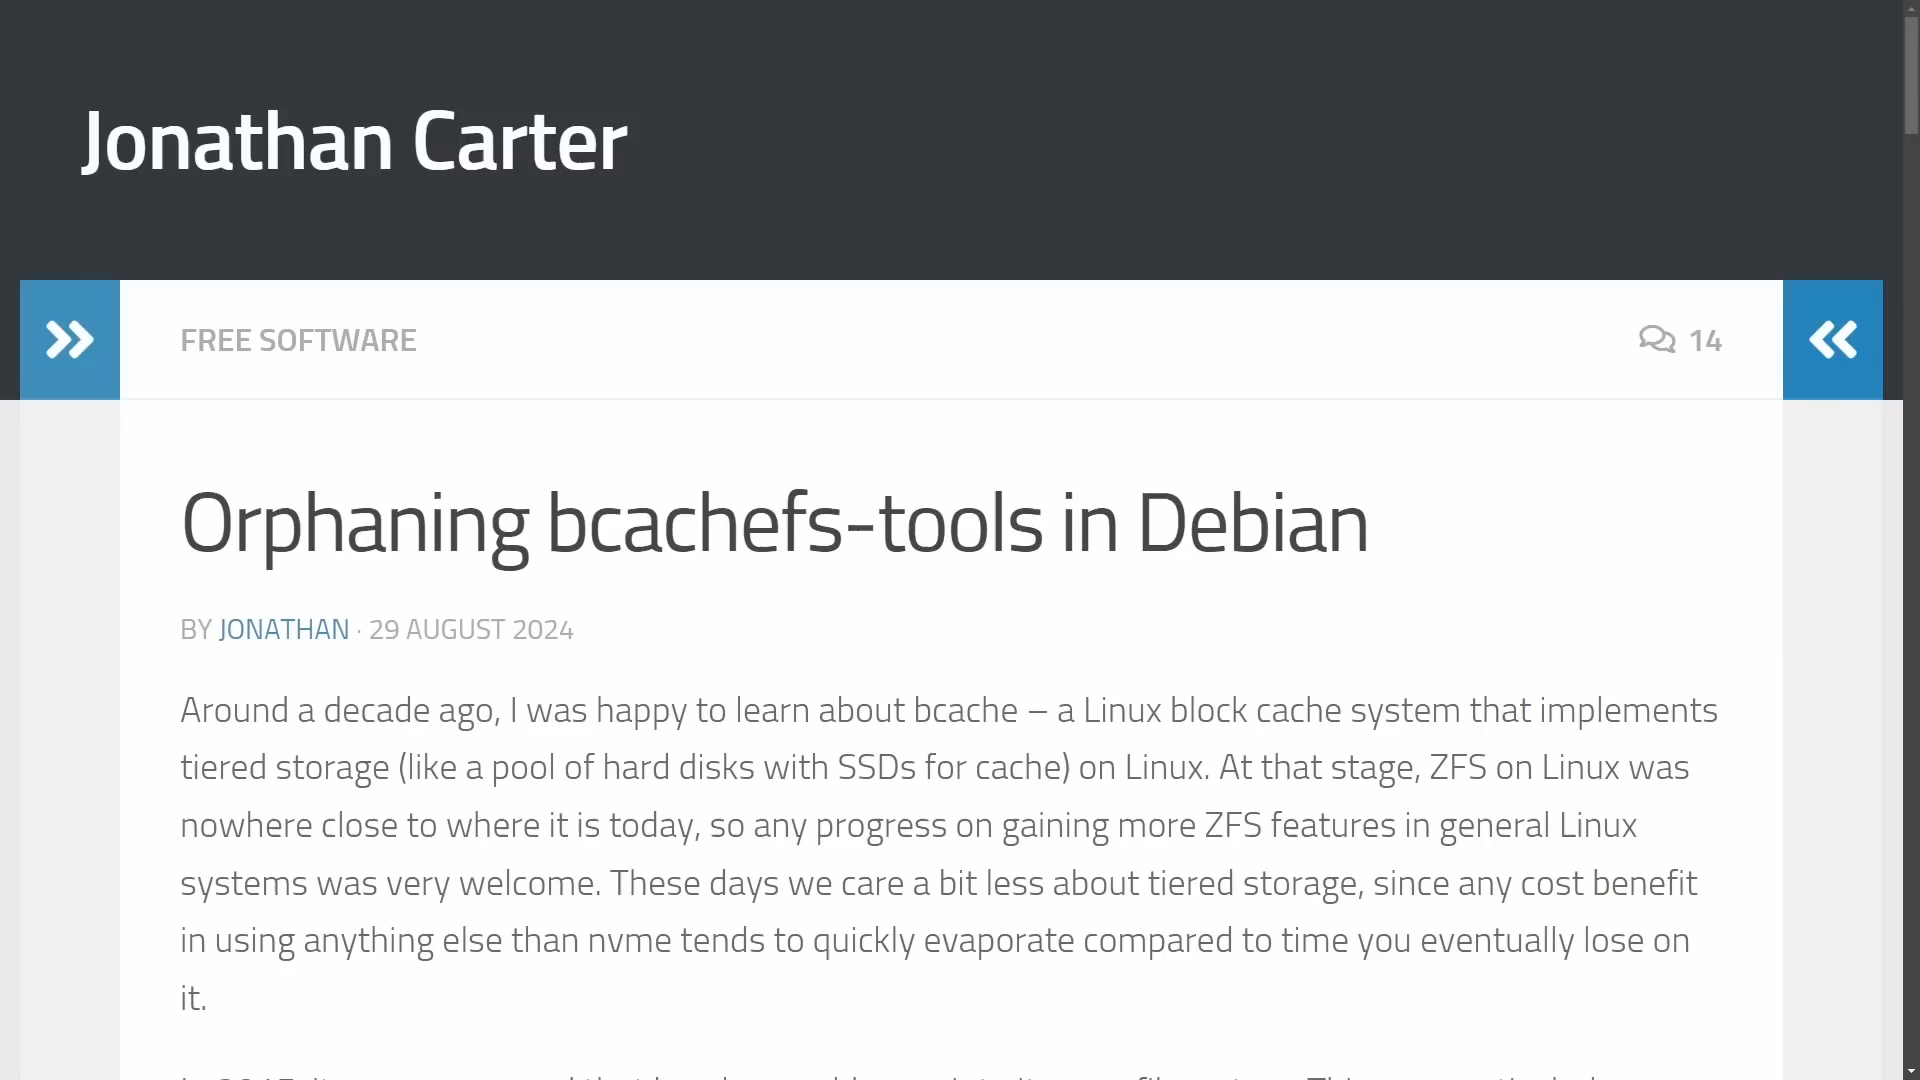 Jonathan Carter
FREE SOFTWARE
14
Orphaning bcachefs-tools in Debian
BY JONATHAN · 29 AUGUST 2024
Around a decade ago, I was happy to learn about bcache – a Linux block cache system that implements
tiered storage (like a pool of hard disks with SSDs for cache) on Linux. At that stage, ZFS on Linux was
nowhere close to where it is today, so any progress on gaining more ZFS features in general Linux
systems was very welcome. These days we care a bit less about tiered storage, since any cost benefit
in using anything else than nvme tends to quickly evaporate compared to time you eventually lose on
it.